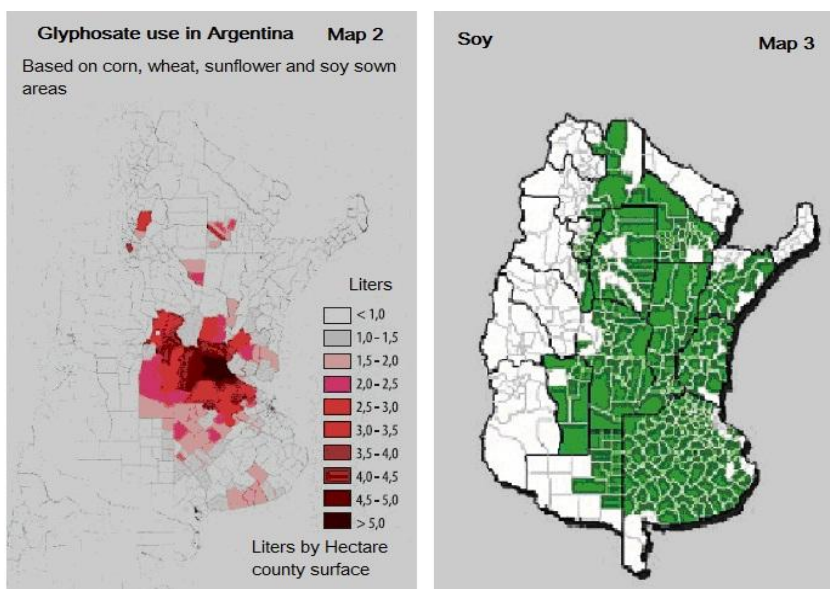 Glyphosate use in Argentina Map 2
Based on corn, wheat, sunflower and soy sown
areas
Liters
< 1,0
1,0 - 1,5
1,5 - 2,0
2,0 - 2,5
2,5 - 3,0
3,0 - 3,5
3,5 - 4,0
4,0 - 4,5
4,5 - 5,0
> 5,0
Liters by Hectare
county surface
Soy Map 3